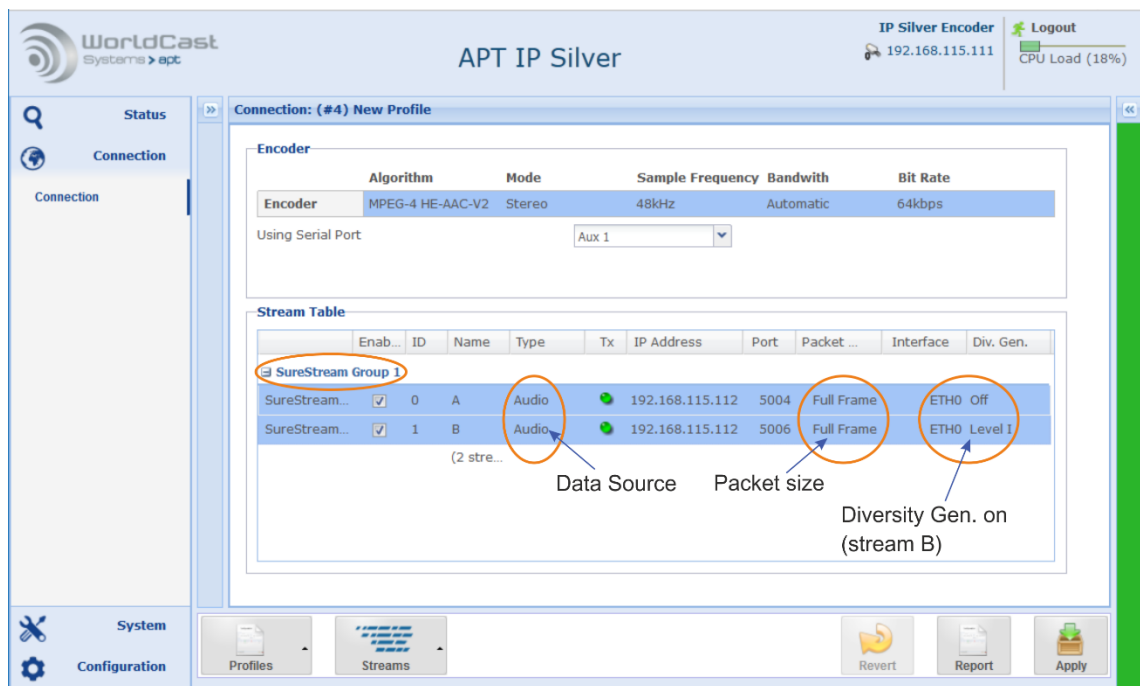 WorldCast
Systems > apt
APT IP Silver
IP Silver Encoder
192.168.115.111
Logout
CPU Load (18%)
Status
Connection
Connection
System
Configuration
Connection: (#4) New Profile
Encoder
Algorithm Mode Sample Frequency Bandwith Bit Rate
Encoder MPEG-4 HE-AAC-V2 Stereo 48kHz Automatic 64kbps
Using Serial Port Aux 1
Stream Table
Enab... ID Name Type Tx IP Address Port Packet ... Interface Div. Gen.
SureStream Group 1
SureStream... 0 A Audio 192.168.115.112 5004 Full Frame ETH0 Off
SureStream... 1 B Audio 192.168.115.112 5006 Full Frame ETH0 Level I
(2 stre...
Data Source
Packet size
Diversity Gen. on
(stream B)
Profiles
Streams
Revert
Report
Apply